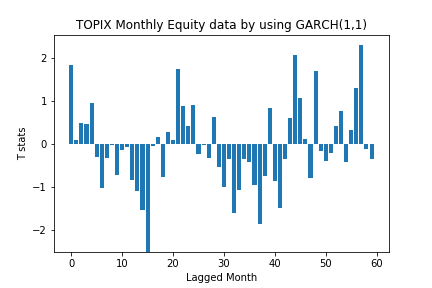 TOPIX Monthly Equity data by using GARCH(1,1)
T stats
2
1
0
−1
−2
0 10 20 30 40 50 60
Lagged Month